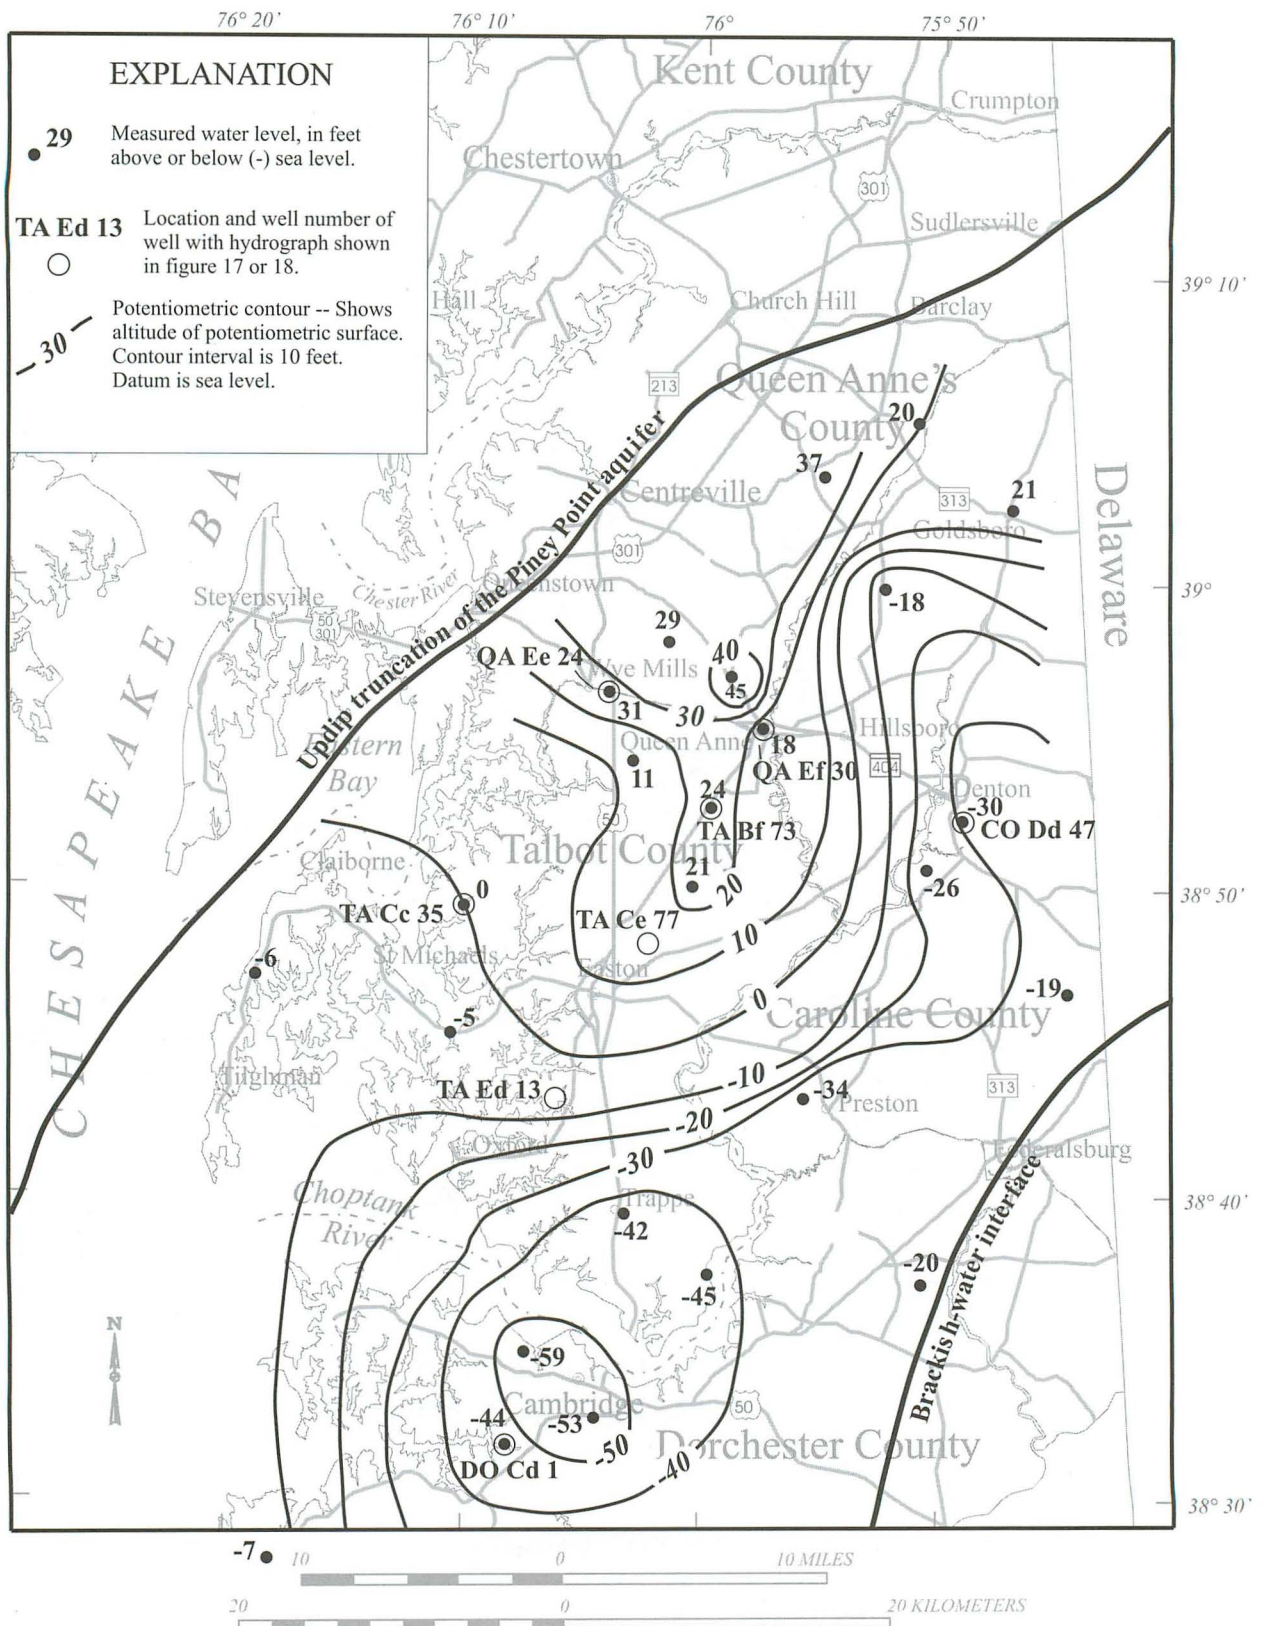 76° 20'
76° 10'
76°
75° 50'
EXPLANATION
29
Measured water level, in feet
above or below (-) sea level.
TA Ed 13
Location and well number of
well with hydrograph shown
in figure 17 or 18.
30
Potentiometric contour -- Shows
altitude of potentiometric surface.
Contour interval is 10 feet.
Datum is sea level.
Kent County
Crumpton
Chestertown
301
Sudlersville
39° 10'
Hall
Church Hill
Barclay
213
Queen Anne's
County
20
37
Centreville
313
21
Goldsboro
Delaware
Updip truncation of the Piney Point aquifer
301
Queenstown
Chester River
Stevensville
50
301
39°
-18
29
40
QA Ee 24
Wye Mills
45
31
30
Hillsboro
Queen Anne
18
QA Ef 30
404
11
Eastern
Bay
CHESAPEAKE BA
24
TA Bf 73
Denton
-30
CO Dd 47
50
Talbot County
Claiborne
21
20
-26
0
TA Cc 35
TA Ce 77
38° 50'
10
St Michaels
Easton
-6
-19
0
Caroline County
-5
Tilghman
-10
TA Ed 13
-34
Preston
313
-20
Oxford
Federalsburg
-30
Choptank
River
Trappe
38° 40'
-42
-20
-45
Brackish-water interface
N
-59
Cambridge
50
-44
-53
Dorchester County
DO Cd 1
-50
-40
38° 30'
-7
10
0
10 MILES
20
0
20 KILOMETERS